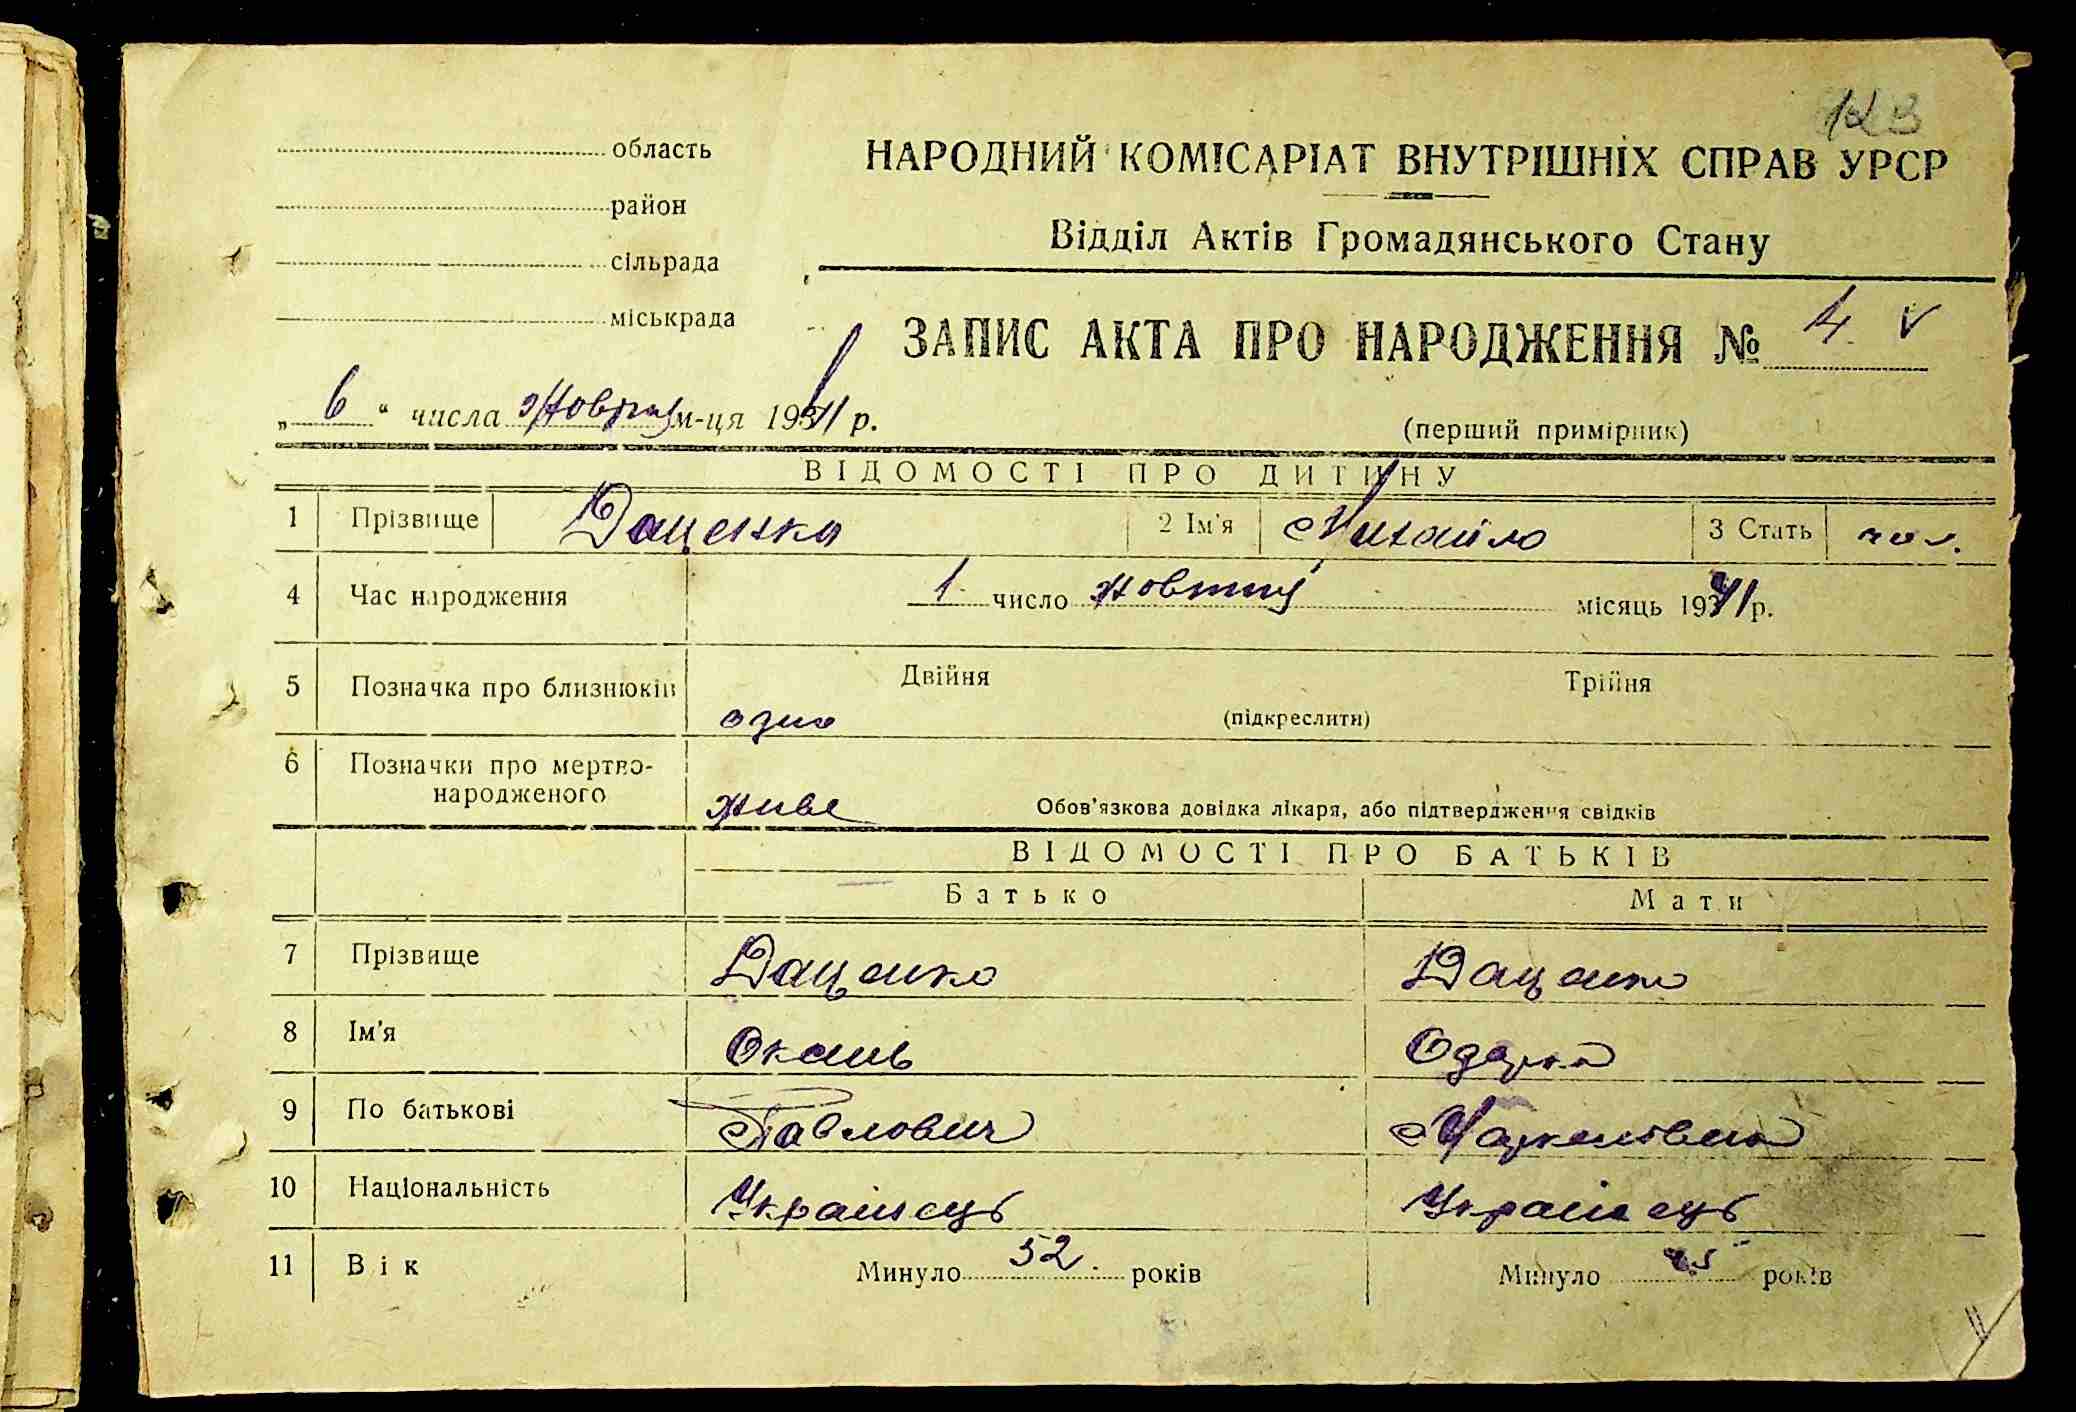 123
область
район
сільрада
міськрада
НАРОДНИЙ КОМІСАРІАТ ВНУТРІШНІХ СПРАВ УРСР
Відділ Актів Громадянського Стану
ЗАПИС АКТА ПРО НАРОДЖЕННЯ № 4 V
„ 6 “ числа Жовтня м-ця 1941 р.
(перший примірник)
ВІДОМОСТІ ПРО ДИТИНУ
1 Прізвище Даценко 2 Ім'я Михайло 3 Стать чол.
4 Час народження 1 число жовтня місяць 1941 р.
5 Позначка про близнюків Двійня Трійня
одно (підкреслити)
6 Позначки про мертво-
народженого живе Обов'язкова довідка лікаря, або підтвердження свідків
ВІДОМОСТІ ПРО БАТЬКІВ
Батько Мати
7 Прізвище Даценко Даценко
8 Ім'я Одарка
9 По батькові Павлович
10 Національність Українець Українець
11 Вік Минуло 52 років Минуло 45 років